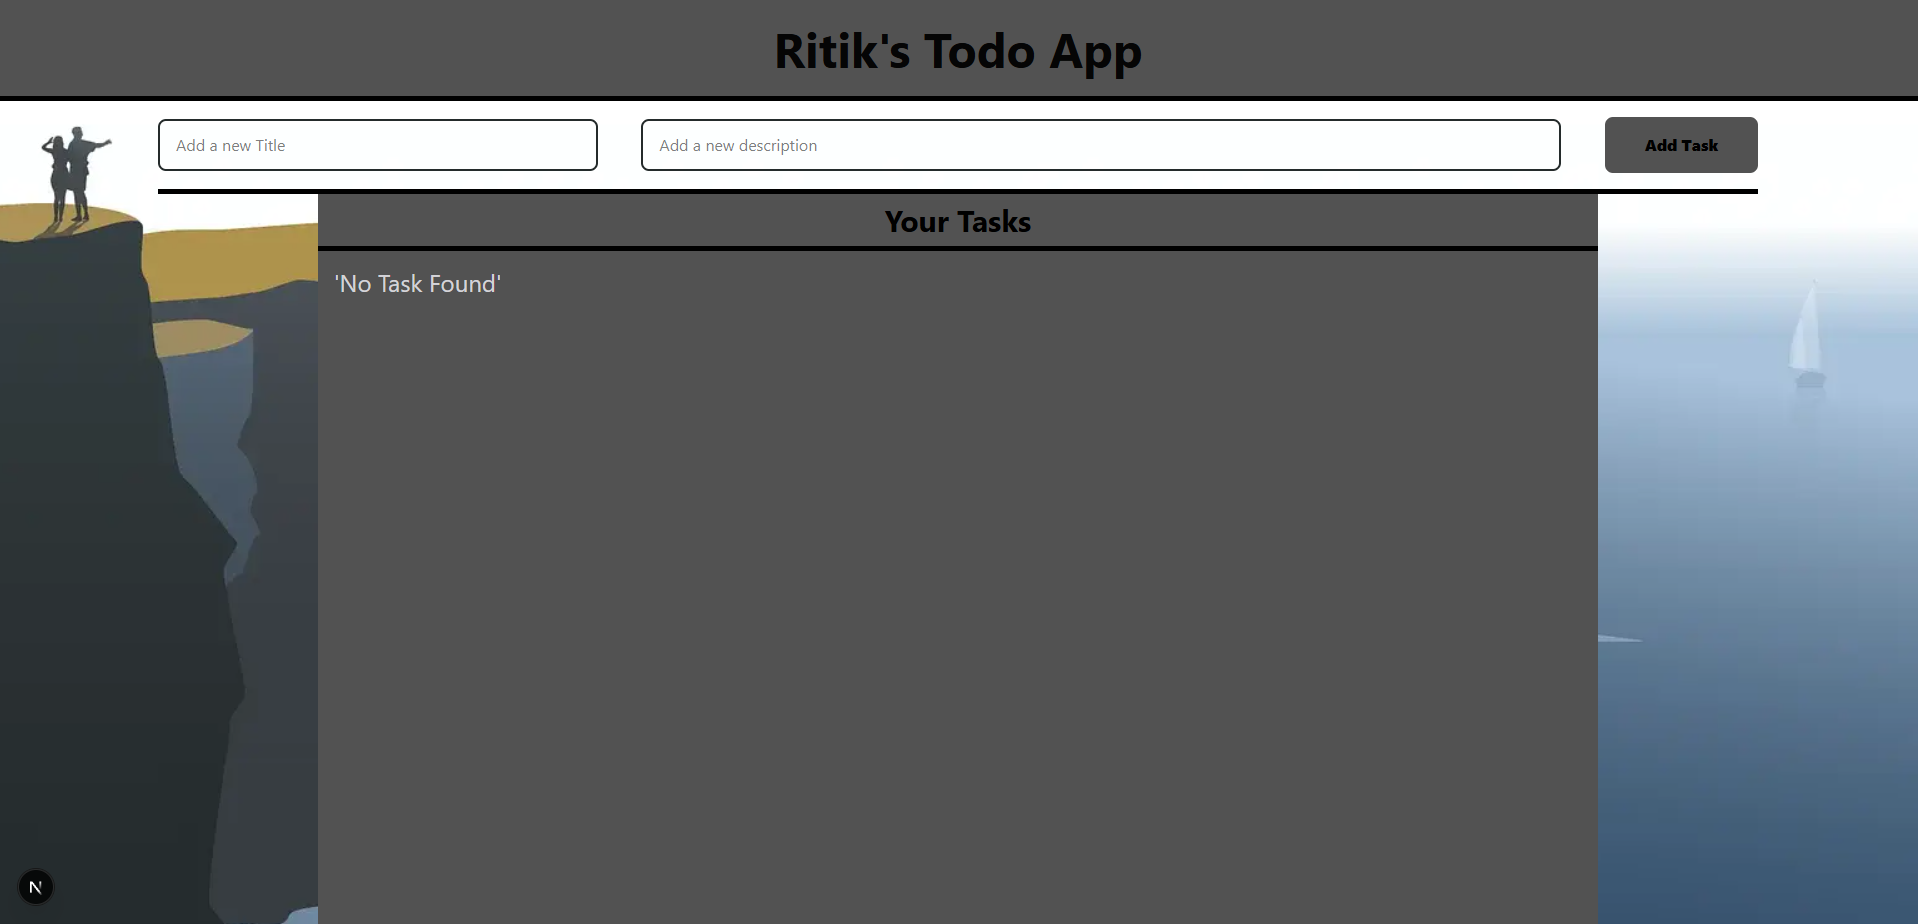 Ritik's Todo App
Add a new Title
Add a new description
Add Task
Your Tasks
'No Task Found'
N